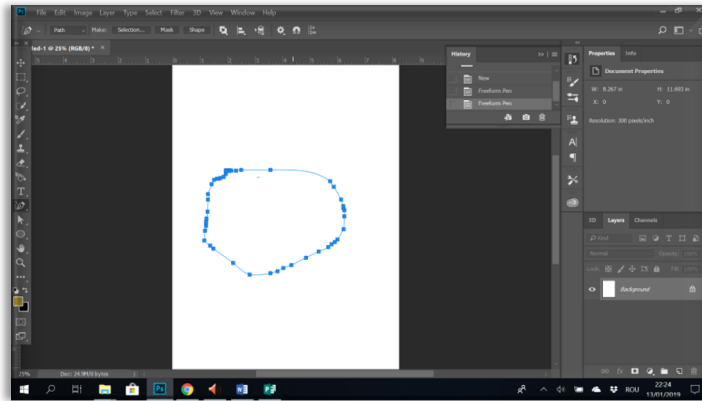 File Edit Image Layer Type Select Filter 3D View Window Help
Path Make: Selection... Mask Shape
led-1 @ 25% (RGB/8) * ×
History
New
Freeform Pen
Freeform Pen
Properties Info
Document Properties
W: 8.267 in H: 11.693 in
X: 0 Y: 0
Resolution: 300 pixels/inch
3D Layers Channels
Kind
Normal Opacity: 100%
Lock: Fill: 100%
Background
25% Doc: 24.9M/0 bytes
ROU 22:24
13/01/2019